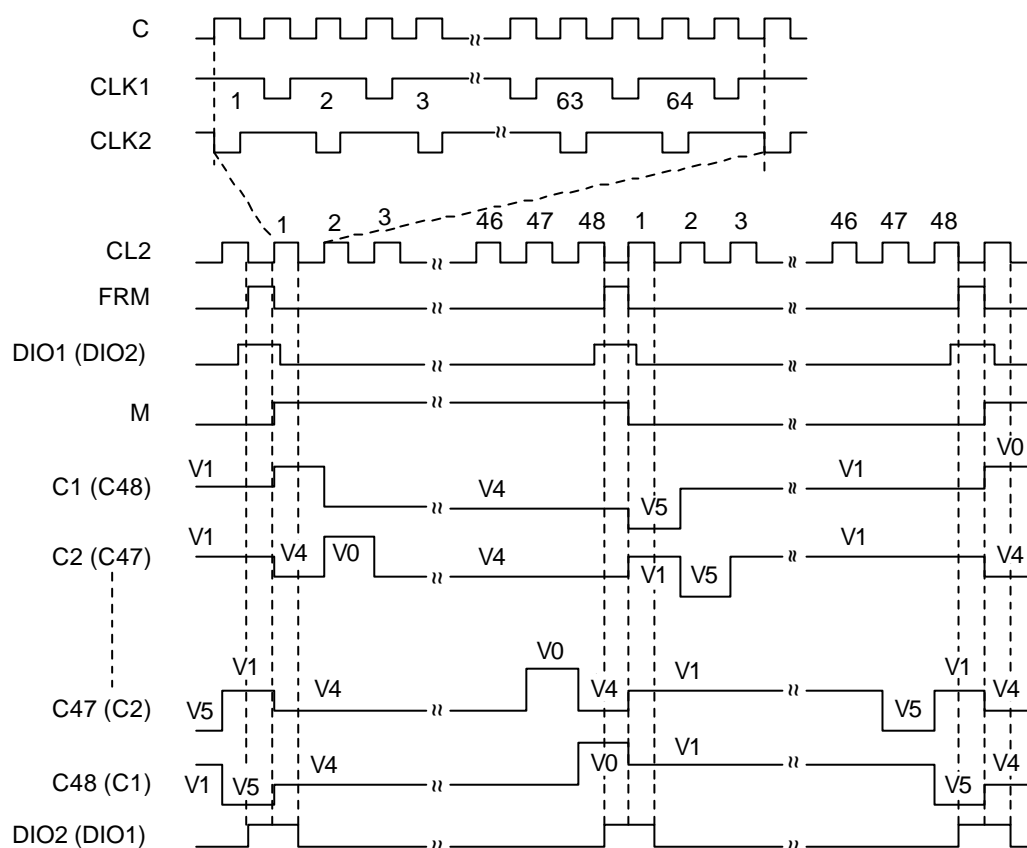 C
CLK1
1 2 3 63 64
CLK2
1 2 3 46 47 48 1 2 3 46 47 48
CL2
FRM
DIO1 (DIO2)
M
V0
V1 V1
C1 (C48)
V4 V5
V1 V1
C2 (C47)
V4 V0 V4 V1 V5 V4
V0
V1 V1 V1
V4 V4 V4
C47 (C2)
V5 V5
V4 V1 V4
V0
C48 (C1)
V1 V5 V5
DIO2 (DIO1)